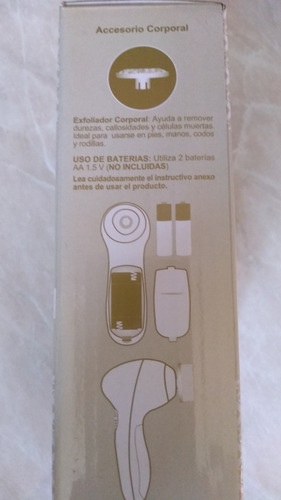 Accesorio Corporal
Exfoliador Corporal: Ayuda a remover
durezas, callosidades y células muertas.
Ideal para usarse en pies, manos, codos
y rodillas.
USO DE BATERIAS: Utiliza 2 baterías
AA 1.5 V (NO INCLUIDAS)
Lea cuidadosamente el instructivo anexo
antes de usar el producto.